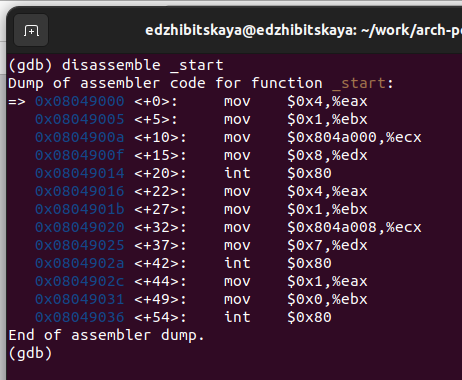 edzhibitskaya@edzhibitskaya: ~/work/arch-p
(gdb) disassemble _start
Dump of assembler code for function _start:
=> 0x08049000 <+0>:     mov    $0x4,%eax
   0x08049005 <+5>:     mov    $0x1,%ebx
   0x0804900a <+10>:    mov    $0x804a000,%ecx
   0x0804900f <+15>:    mov    $0x8,%edx
   0x08049014 <+20>:    int    $0x80
   0x08049016 <+22>:    mov    $0x4,%eax
   0x0804901b <+27>:    mov    $0x1,%ebx
   0x08049020 <+32>:    mov    $0x804a008,%ecx
   0x08049025 <+37>:    mov    $0x7,%edx
   0x0804902a <+42>:    int    $0x80
   0x0804902c <+44>:    mov    $0x1,%eax
   0x08049031 <+49>:    mov    $0x0,%ebx
   0x08049036 <+54>:    int    $0x80
End of assembler dump.
(gdb)